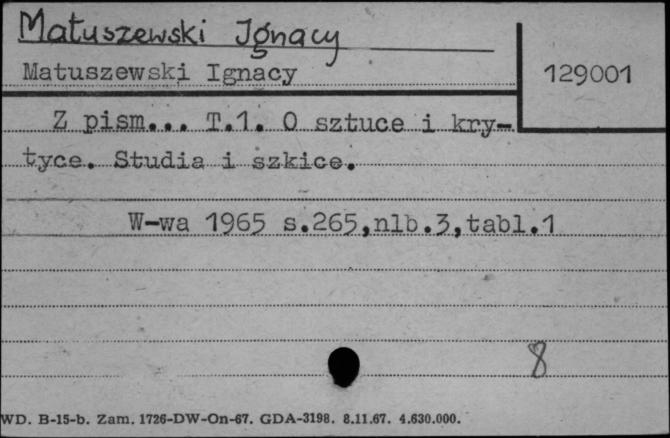 Matuszewski Ignacy
Matuszewski Ignacy
129001
Z pism... T.1. O sztuce i kry-
tyce. Studia i szkice.
W-wa 1965 s.265,nlb.3,tabl.1
8
WD. B-15-b. Zam. 1726-DW-On-67. GDA-3198. 8.11.67. 4.630.000.